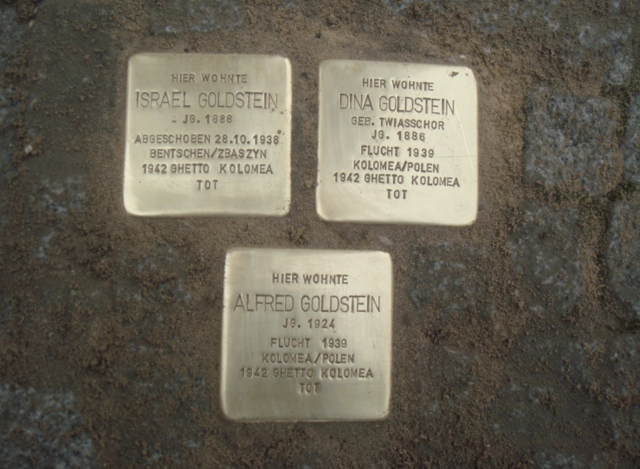 HIER WOHNTE
ISRAEL GOLDSTEIN
JG. 1888
ABGESCHOBEN 28.10.1938
BENTSCHEN/ZBASZYN
1942 GHETTO KOLOMEA
TOT
HIER WOHNTE
DINA GOLDSTEIN
GEB. TWIASSCHOR
JG. 1886
FLUCHT 1939
KOLOMEA/POLEN
1942 GHETTO KOLOMEA
TOT
HIER WOHNTE
ALFRED GOLDSTEIN
JG. 1924
FLUCHT 1939
KOLOMEA/POLEN
1942 GHETTO KOLOMEA
TOT